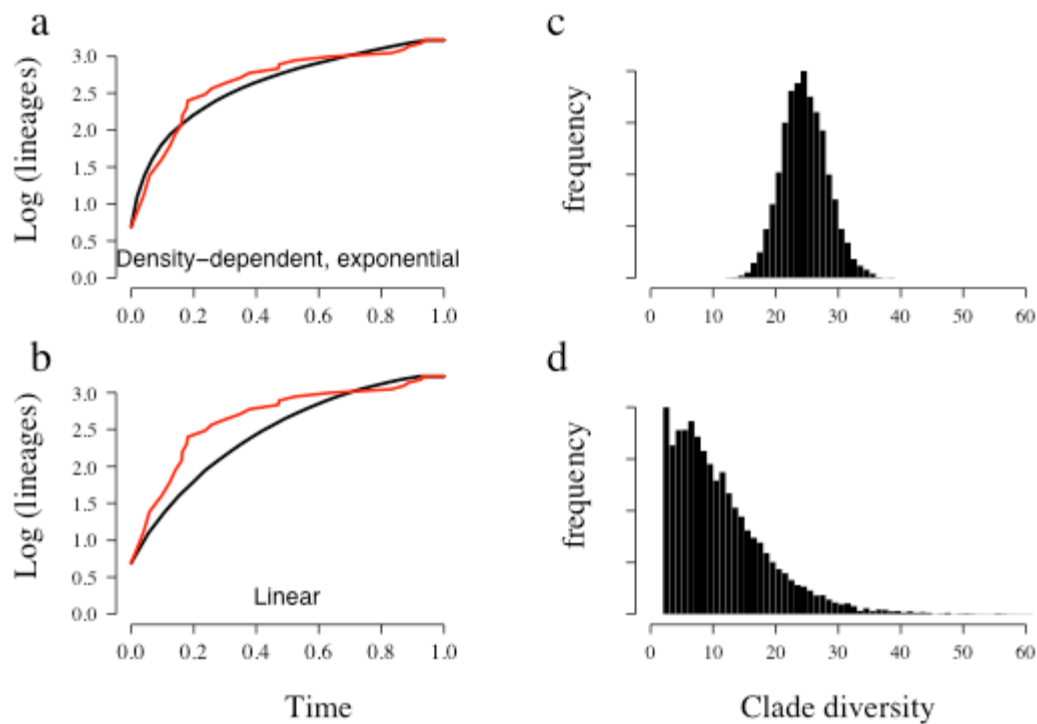 a
Log (lineages)
3.0
2.5
2.0
1.5
1.0
0.5
0.0
Density-dependent, exponential
0.0 0.2 0.4 0.6 0.8 1.0
c
frequency
0 10 20 30 40 50 60
b
Log (lineages)
3.0
2.5
2.0
1.5
1.0
0.5
0.0
Linear
0.0 0.2 0.4 0.6 0.8 1.0
Time
d
frequency
0 10 20 30 40 50 60
Clade diversity